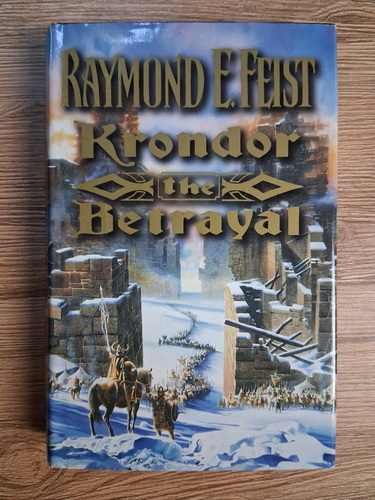 RAYMOND E. FEIST
Krondor
the
Betrayal